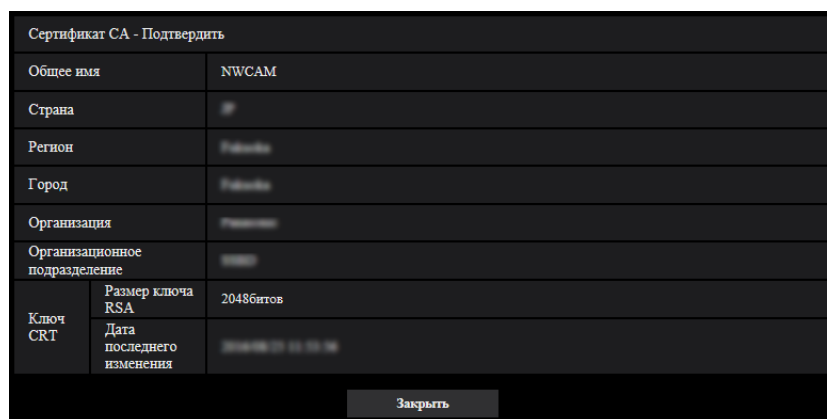 Сертификат CA - Подтвердить
Общее имя NWCAM
Страна
Регион
Город
Организация
Организационное
подразделение
Ключ
CRT
Размер ключа
RSA
2048битов
Дата
последнего
изменения
Закрыть